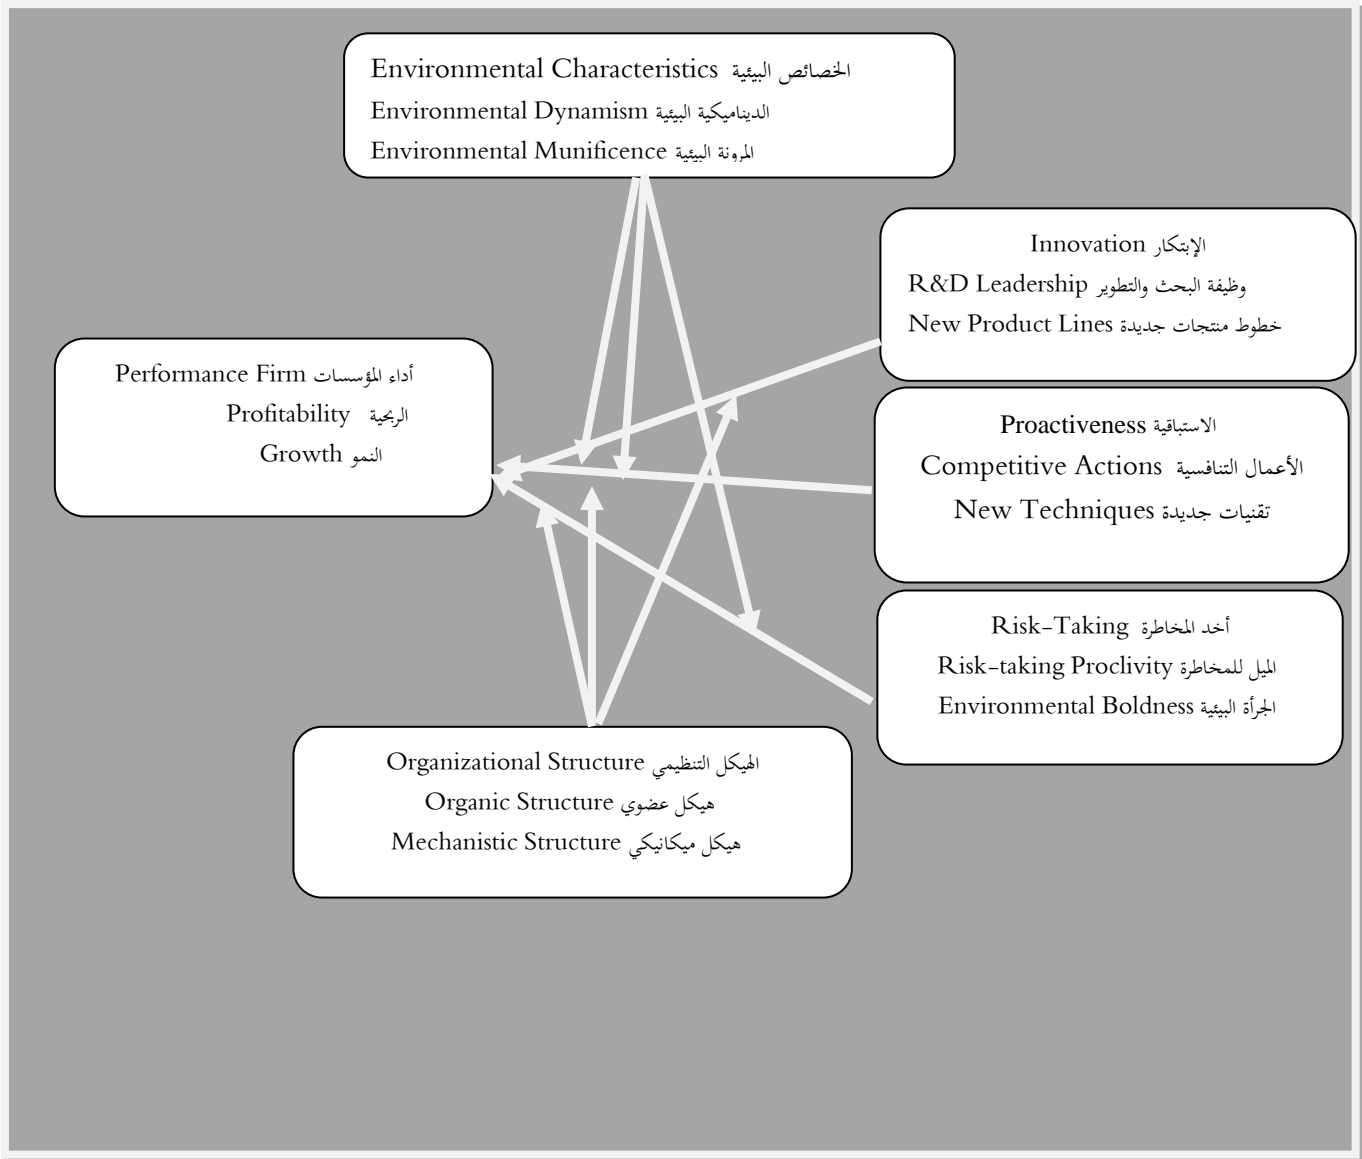 Environmental Characteristics الخصائص البيئية
Environmental Dynamism الديناميكية البيئية
Environmental Munificence المرونة البيئية
Innovation الإبتكار
R&D Leadership وظيفة البحث والتطوير
New Product Lines خطوط منتجات جديدة
Performance Firm أداء المؤسسات
Profitability الربحية
Growth النمو
Proactiveness الاستباقية
Competitive Actions الأعمال التنافسية
New Techniques تقنيات جديدة
Risk-Taking أخد المخاطرة
Risk-taking Proclivity الميل للمخاطرة
Environmental Boldness الجرأة البيئية
Organizational Structure الهيكل التنظيمي
Organic Structure هيكل عضوي
Mechanistic Structure هيكل ميكانيكي